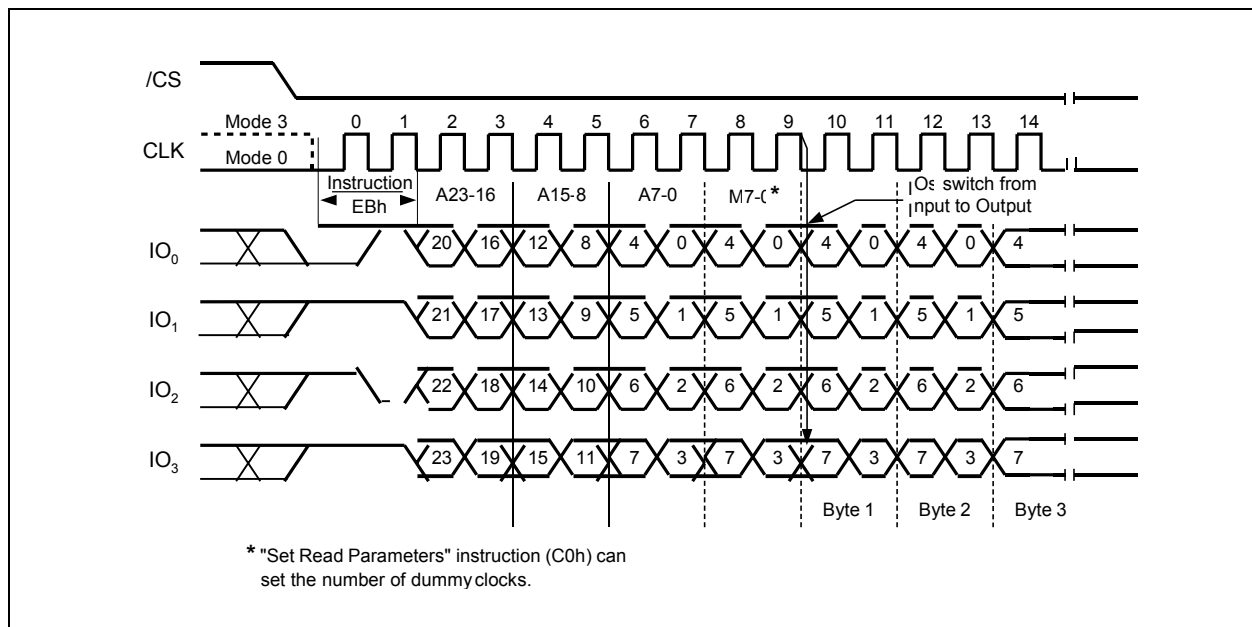 /CS
Mode 3 0 1 2 3 4 5 6 7 8 9 10 11 12 13 14
CLK Mode 0
Instruction A23-16 A15-8 A7-0 M7-0* Os switch from
EBh nput to Output
IO0 20 16 12 8 4 0 4 0 4 0 4 0 4
IO1 21 17 13 9 5 1 5 1 5 1 5 1 5
IO2 22 18 14 10 6 2 6 2 6 2 6 2 6
IO3 23 19 15 11 7 3 7 3 7 3 7 3 7
Byte 1 Byte 2 Byte 3
* "Set Read Parameters" instruction (C0h) can
set the number of dummy clocks.